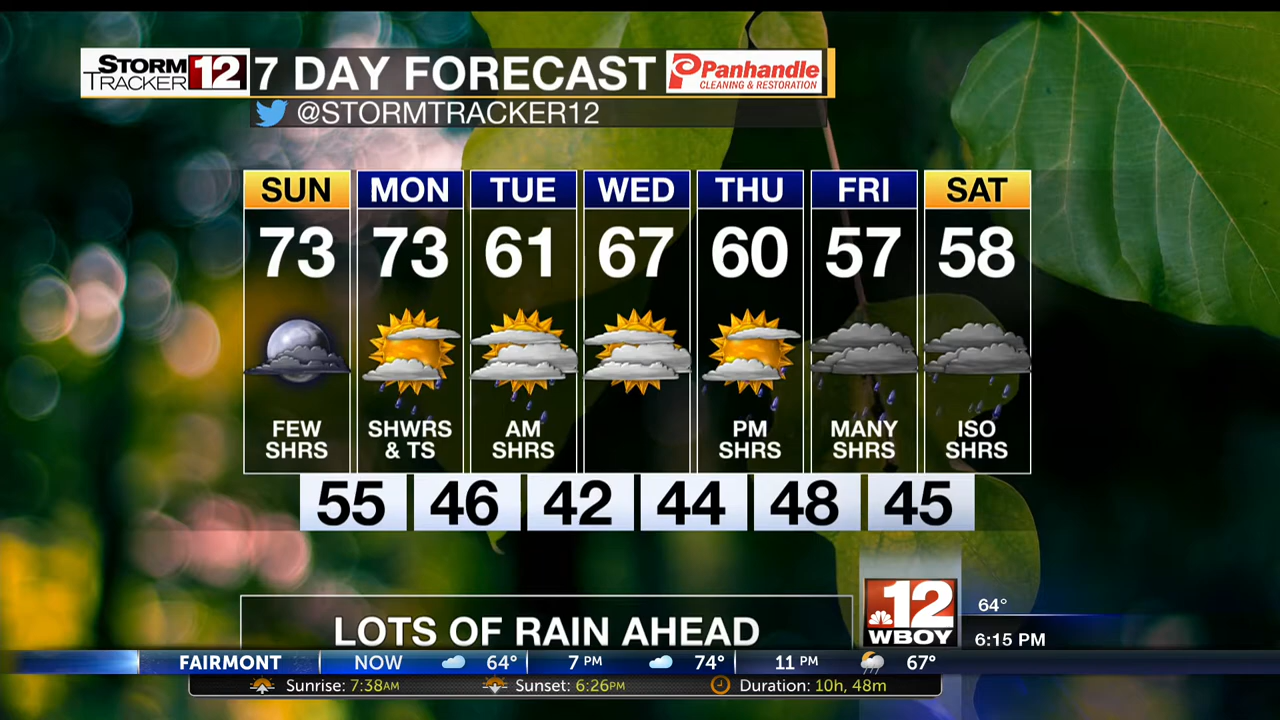 STORM TRACKER 12 7 DAY FORECAST Panhandle
CLEANING & RESTORATION
@STORMTRACKER12
SUN MON TUE WED THU FRI SAT
73 73 61 67 60 57 58
FEW SHWRS AM PM MANY ISO
SHRS & TS SHRS SHRS SHRS SHRS
55 46 42 44 48 45
LOTS OF RAIN AHEAD
12
WBOY
64°
6:15 PM
FAIRMONT NOW 64° 7 PM 74° 11 PM 67°
Sunrise: 7:38AM Sunset: 6:26PM Duration: 10h, 48m